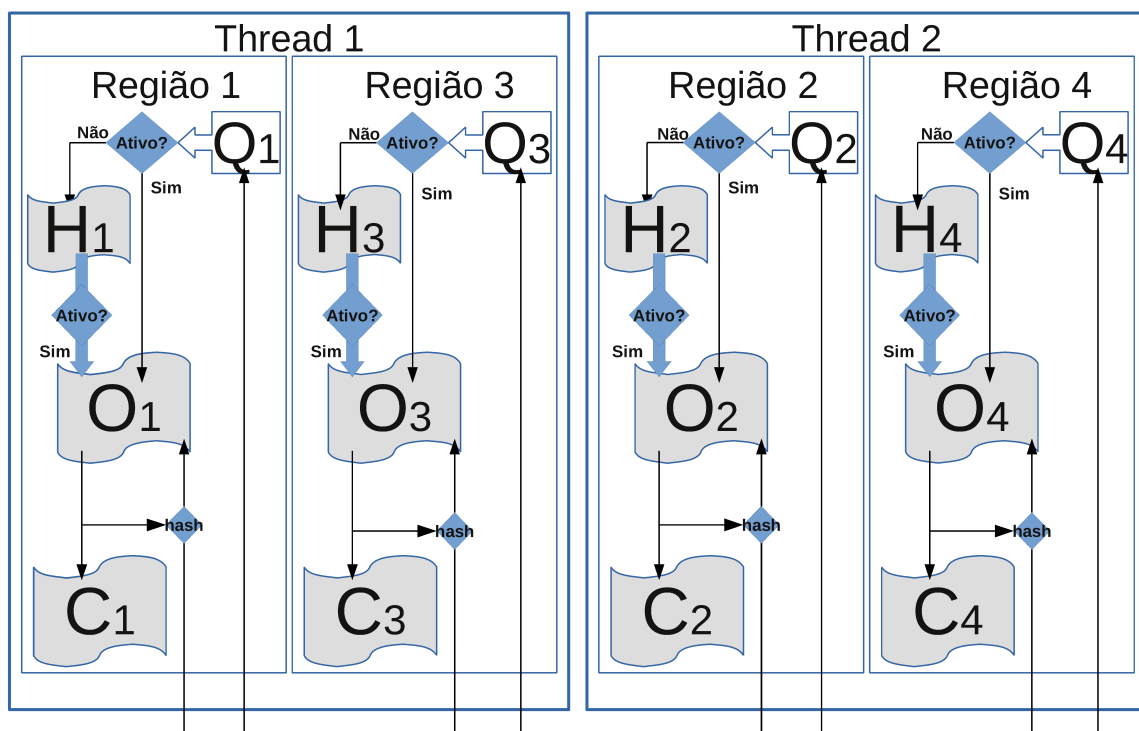 Thread 1
Região 1
Não
Ativo?
Q1
Sim
H1
Ativo?
Sim
O1
hash
C1
Região 3
Não
Ativo?
Q3
Sim
H3
Ativo?
Sim
O3
hash
C3
Thread 2
Região 2
Não
Ativo?
Q2
Sim
H2
Ativo?
Sim
O2
hash
C2
Região 4
Não
Ativo?
Q4
Sim
H4
Ativo?
Sim
O4
hash
C4